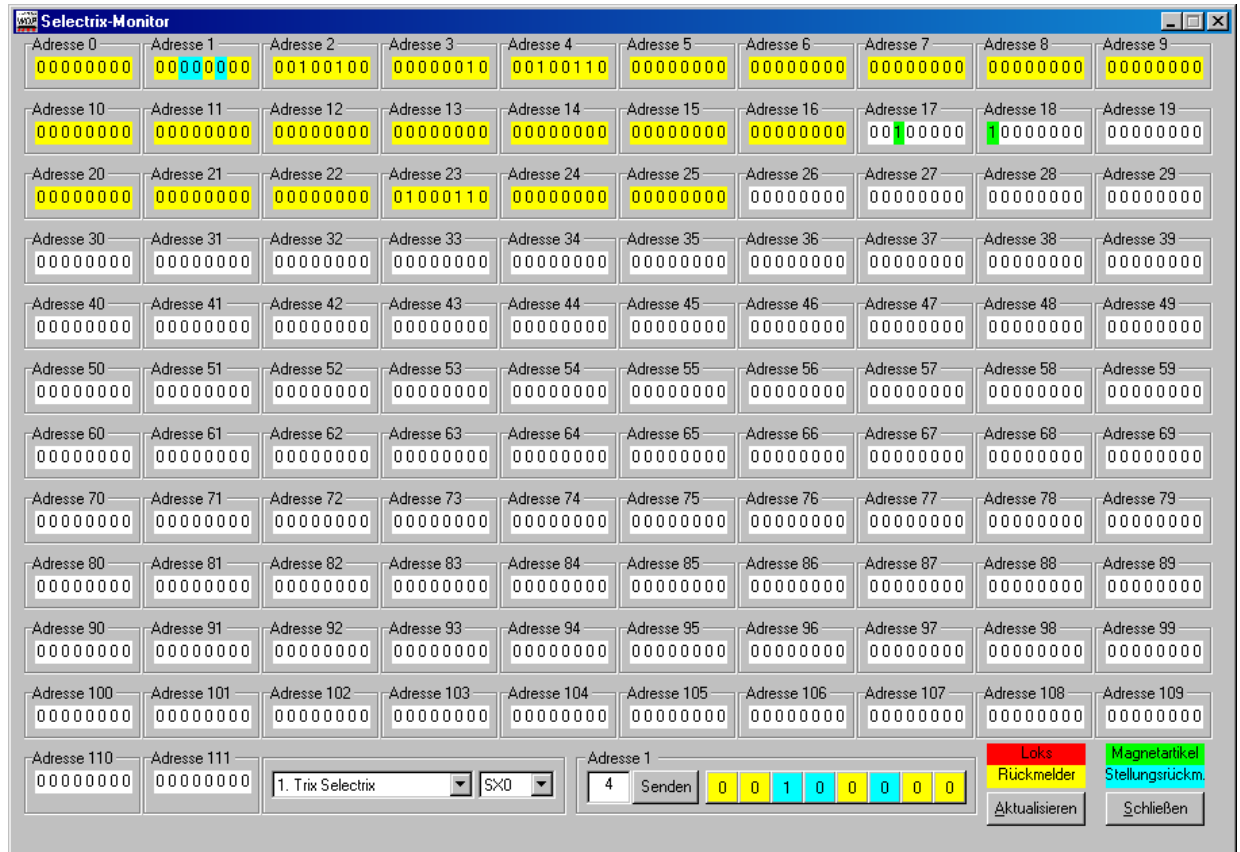 Selectrix-Monitor
Adresse 0 Adresse 1 Adresse 2 Adresse 3 Adresse 4 Adresse 5 Adresse 6 Adresse 7 Adresse 8 Adresse 9
00000000 00000000 00100100 00000010 00100110 00000000 00000000 00000000 00000000 00000000
Adresse 10 Adresse 11 Adresse 12 Adresse 13 Adresse 14 Adresse 15 Adresse 16 Adresse 17 Adresse 18 Adresse 19
00000000 00000000 00000000 00000000 00000000 00000000 00000000 00100000 10000000 00000000
Adresse 20 Adresse 21 Adresse 22 Adresse 23 Adresse 24 Adresse 25 Adresse 26 Adresse 27 Adresse 28 Adresse 29
00000000 00000000 00000000 01000110 00000000 00000000 00000000 00000000 00000000 00000000
Adresse 30 Adresse 31 Adresse 32 Adresse 33 Adresse 34 Adresse 35 Adresse 36 Adresse 37 Adresse 38 Adresse 39
00000000 00000000 00000000 00000000 00000000 00000000 00000000 00000000 00000000 00000000
Adresse 40 Adresse 41 Adresse 42 Adresse 43 Adresse 44 Adresse 45 Adresse 46 Adresse 47 Adresse 48 Adresse 49
00000000 00000000 00000000 00000000 00000000 00000000 00000000 00000000 00000000 00000000
Adresse 50 Adresse 51 Adresse 52 Adresse 53 Adresse 54 Adresse 55 Adresse 56 Adresse 57 Adresse 58 Adresse 59
00000000 00000000 00000000 00000000 00000000 00000000 00000000 00000000 00000000 00000000
Adresse 60 Adresse 61 Adresse 62 Adresse 63 Adresse 64 Adresse 65 Adresse 66 Adresse 67 Adresse 68 Adresse 69
00000000 00000000 00000000 00000000 00000000 00000000 00000000 00000000 00000000 00000000
Adresse 70 Adresse 71 Adresse 72 Adresse 73 Adresse 74 Adresse 75 Adresse 76 Adresse 77 Adresse 78 Adresse 79
00000000 00000000 00000000 00000000 00000000 00000000 00000000 00000000 00000000 00000000
Adresse 80 Adresse 81 Adresse 82 Adresse 83 Adresse 84 Adresse 85 Adresse 86 Adresse 87 Adresse 88 Adresse 89
00000000 00000000 00000000 00000000 00000000 00000000 00000000 00000000 00000000 00000000
Adresse 90 Adresse 91 Adresse 92 Adresse 93 Adresse 94 Adresse 95 Adresse 96 Adresse 97 Adresse 98 Adresse 99
00000000 00000000 00000000 00000000 00000000 00000000 00000000 00000000 00000000 00000000
Adresse 100 Adresse 101 Adresse 102 Adresse 103 Adresse 104 Adresse 105 Adresse 106 Adresse 107 Adresse 108 Adresse 109
00000000 00000000 00000000 00000000 00000000 00000000 00000000 00000000 00000000 00000000
Adresse 110 Adresse 111 Adresse 1 Loks Magnetartikel
00000000 00000000 1. Trix Selectrix SX0 4 Senden 0 0 1 0 0 0 0 0 Rückmelder Stellungsrückm.
Aktualisieren Schließen